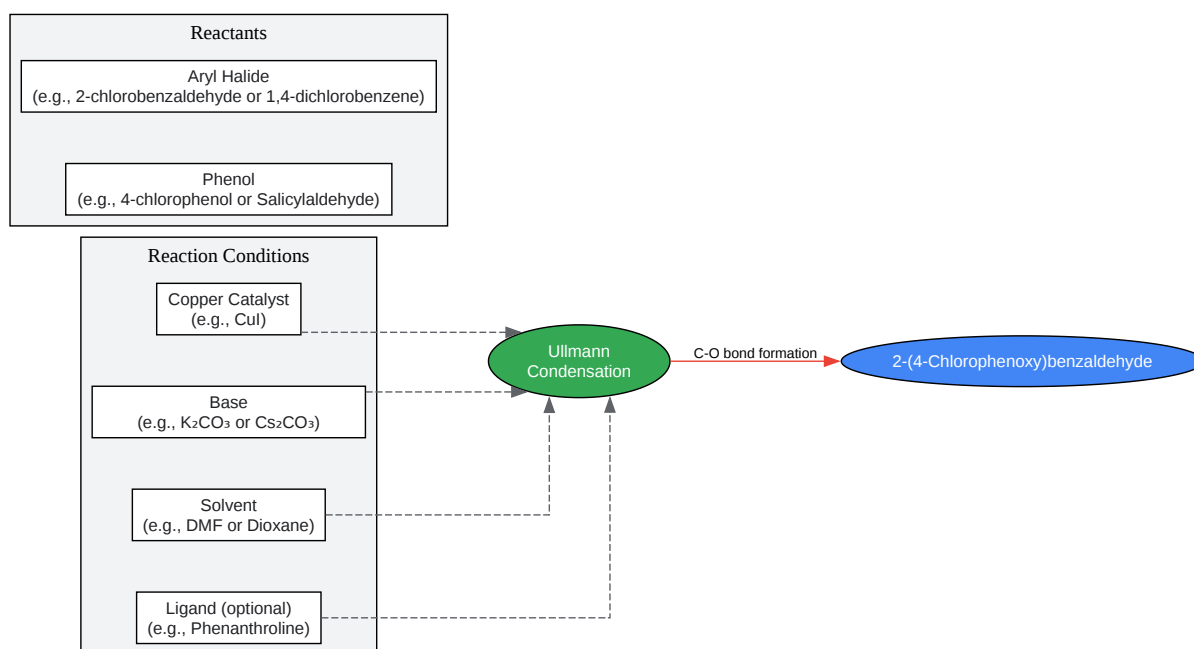 Reactants
Aryl Halide
(e.g., 2-chlorobenzaldehyde or 1,4-dichlorobenzene)
Phenol
(e.g., 4-chlorophenol or Salicylaldehyde)
Reaction Conditions
Copper Catalyst
(e.g., CuI)
Base
(e.g., K₂CO₃ or Cs₂CO₃)
Solvent
(e.g., DMF or Dioxane)
Ligand (optional)
(e.g., Phenanthroline)
Ullmann
Condensation
C-O bond formation
2-(4-Chlorophenoxy)benzaldehyde